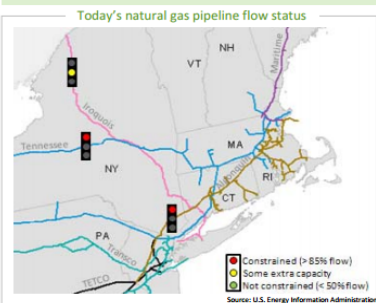 Today's natural gas pipeline flow status
NH
VT
Maritime
Iroquois
Tennessee
MA
NY
Algonquin
RI
CT
PA
Transco
TETCO
Constrained (> 85% flow)
Some extra capacity
Not constrained (< 50% flow)
Source: U.S. Energy Information Administration